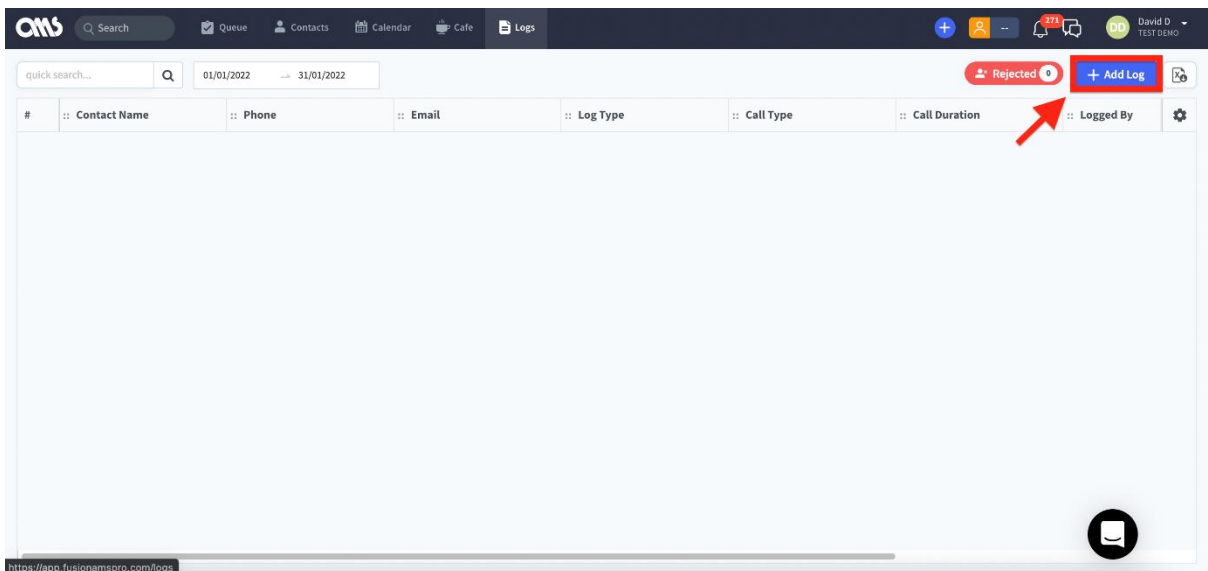 OMS Search Queue Contacts Calendar Cafe Logs -- 271 DD David D
TEST DEMO
quick search... 01/01/2022 → 31/01/2022 Rejected 0 + Add Log
# :: Contact Name :: Phone :: Email :: Log Type :: Call Type :: Call Duration :: Logged By
https://app.fusionamspro.com/logs